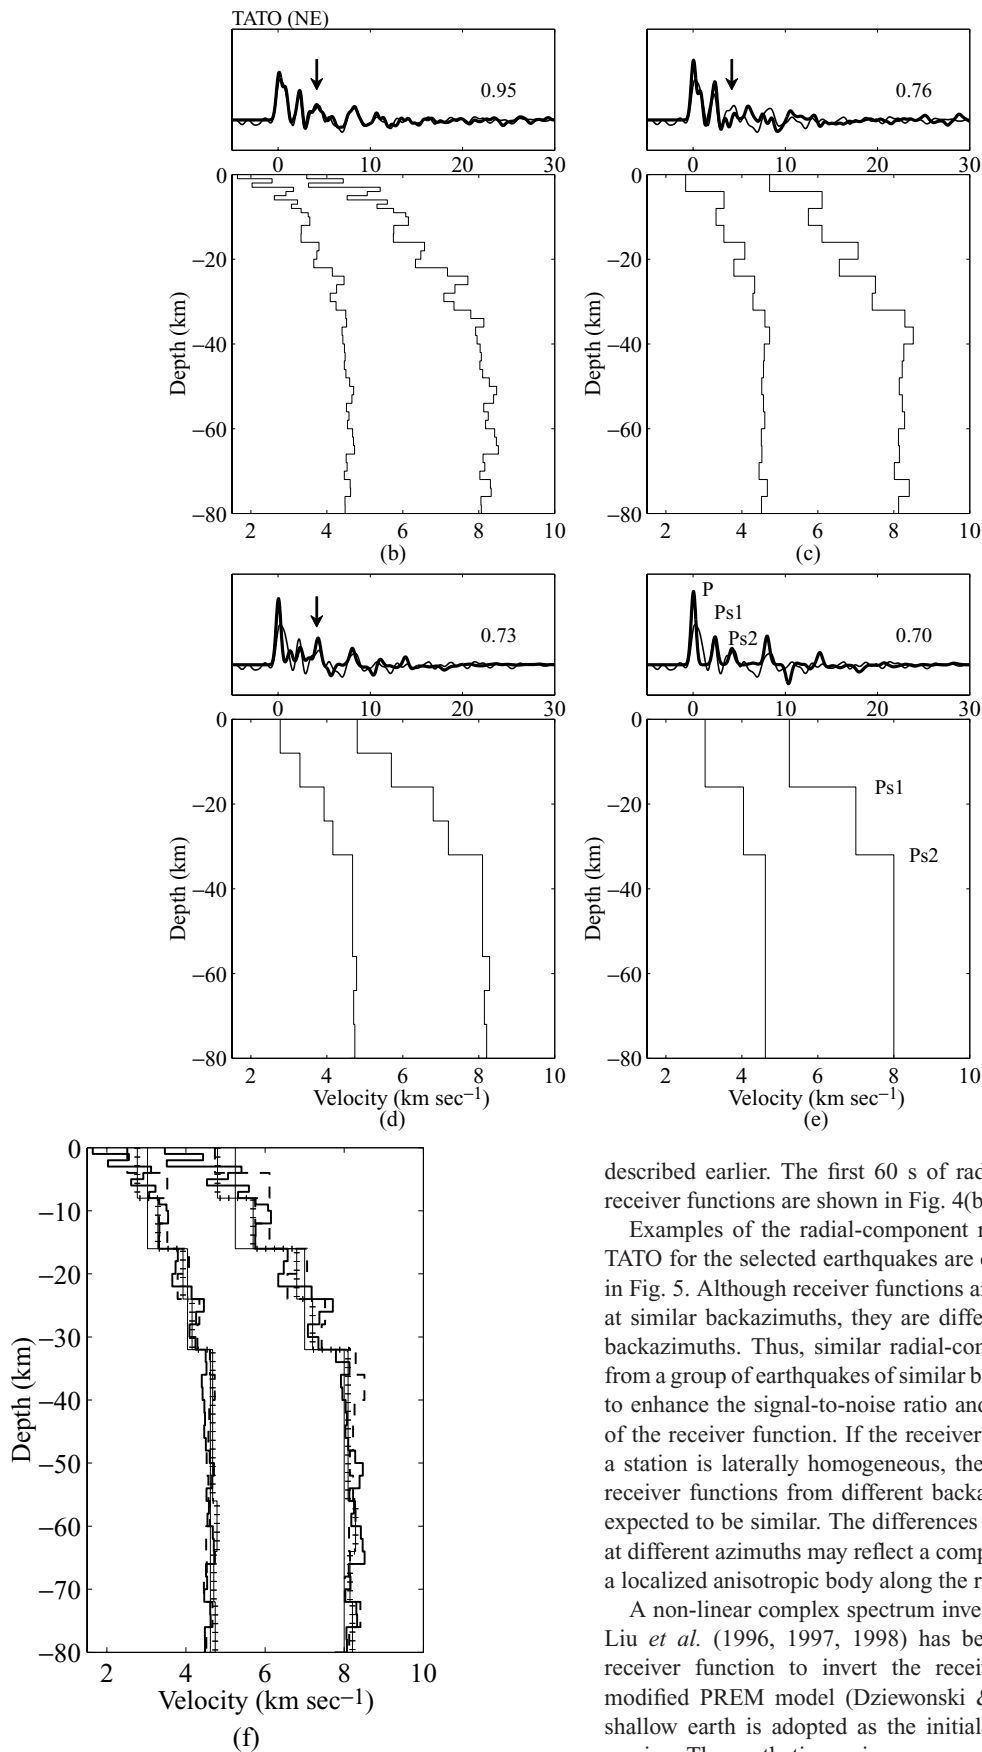 TATO (NE)
0.95
0 10 20 30
0
−20
−40
−60
−80
Depth (km)
2 4 6 8 10
(b)
0.76
0 10 20 30
0
−20
−40
−60
−80
Depth (km)
2 4 6 8 10
(c)
0.73
0 10 20 30
0
−20
−40
−60
−80
Depth (km)
2 4 6 8 10
Velocity (km sec−1)
(d)
P
Ps1
Ps2
0.70
0 10 20 30
0
−20
−40
−60
−80
Depth (km)
Ps1
Ps2
2 4 6 8 10
Velocity (km sec−1)
(e)
0
−10
−20
−30
−40
−50
−60
−70
−80
Depth (km)
2 4 6 8 10
Velocity (km sec−1)
(f)
described earlier. The first 60 s of rad
receiver functions are shown in Fig. 4(b
Examples of the radial-component r
TATO for the selected earthquakes are
in Fig. 5. Although receiver functions a
at similar backazimuths, they are diffe
backazimuths. Thus, similar radial-con
from a group of earthquakes of similar b
to enhance the signal-to-noise ratio and
of the receiver function. If the receiver
a station is laterally homogeneous, the
receiver functions from different backa
expected to be similar. The differences
at different azimuths may reflect a comp
a localized anisotropic body along the r
A non-linear complex spectrum inver
Liu et al. (1996, 1997, 1998) has be
receiver function to invert the receiv
modified PREM model (Dziewonski &
shallow earth is adopted as the initial